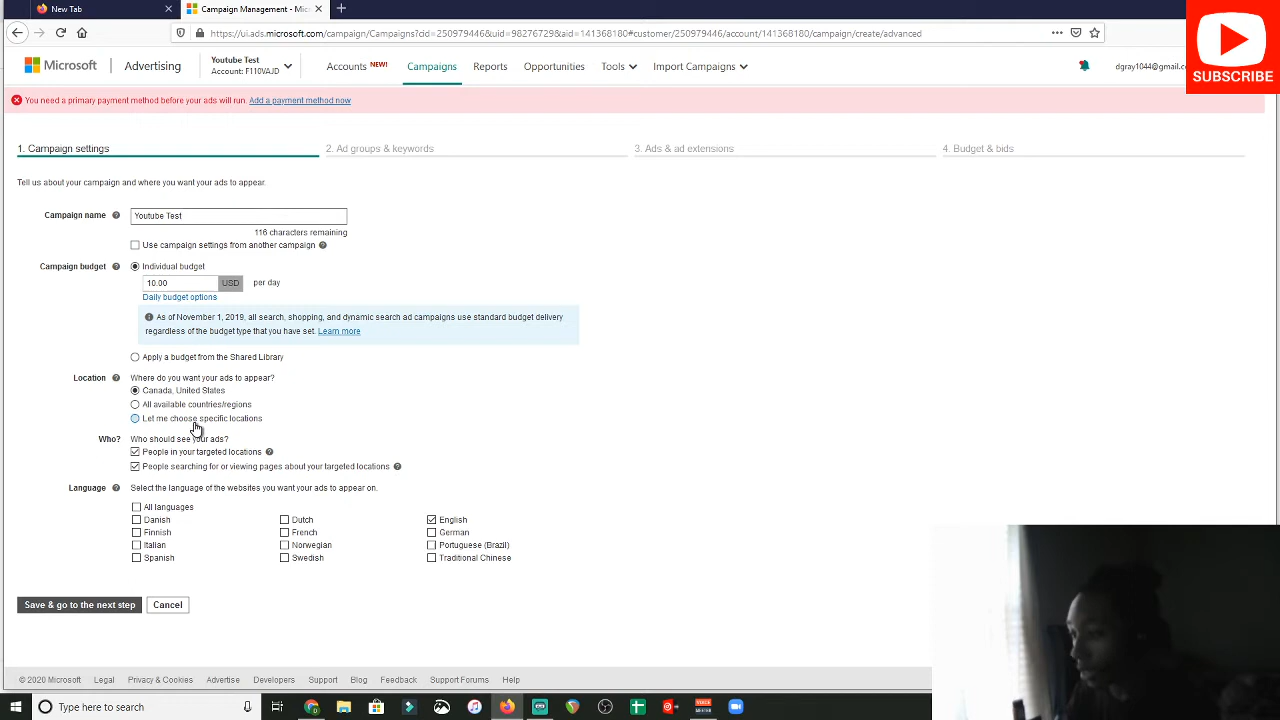 New Tab
Campaign Management - Mic
https://ui.ads.microsoft.com/campaign/Campaigns?cid=250979446&uid=98276729&aid=141368180#customer/250979446/account/141368180/campaign/create/advanced
SUBSCRIBE
Microsoft Advertising
Youtube Test
Account: F110VAJD
Accounts NEW! Campaigns Reports Opportunities Tools Import Campaigns
dgray1044@gmail.c
You need a primary payment method before your ads will run. Add a payment method now
1. Campaign settings 2. Ad groups & keywords 3. Ads & ad extensions 4. Budget & bids
Tell us about your campaign and where you want your ads to appear.
Campaign name Youtube Test
116 characters remaining
Use campaign settings from another campaign
Campaign budget Individual budget
10.00 USD per day
Daily budget options
As of November 1, 2019, all search, shopping, and dynamic search ad campaigns use standard budget delivery
regardless of the budget type that you have set. Learn more
Apply a budget from the Shared Library
Location Where do you want your ads to appear?
Canada, United States
All available countries/regions
Let me choose specific locations
Who? Who should see your ads?
People in your targeted locations
People searching for or viewing pages about your targeted locations
Language Select the language of the websites you want your ads to appear on.
All languages
Danish Dutch English
Finnish French German
Italian Norwegian Portuguese (Brazil)
Spanish Swedish Traditional Chinese
Save & go to the next step Cancel
© 2020 Microsoft Legal Privacy & Cookies Advertise Developers Support Blog Feedback Support Forums Help
Type here to search
VOICE
MEETER